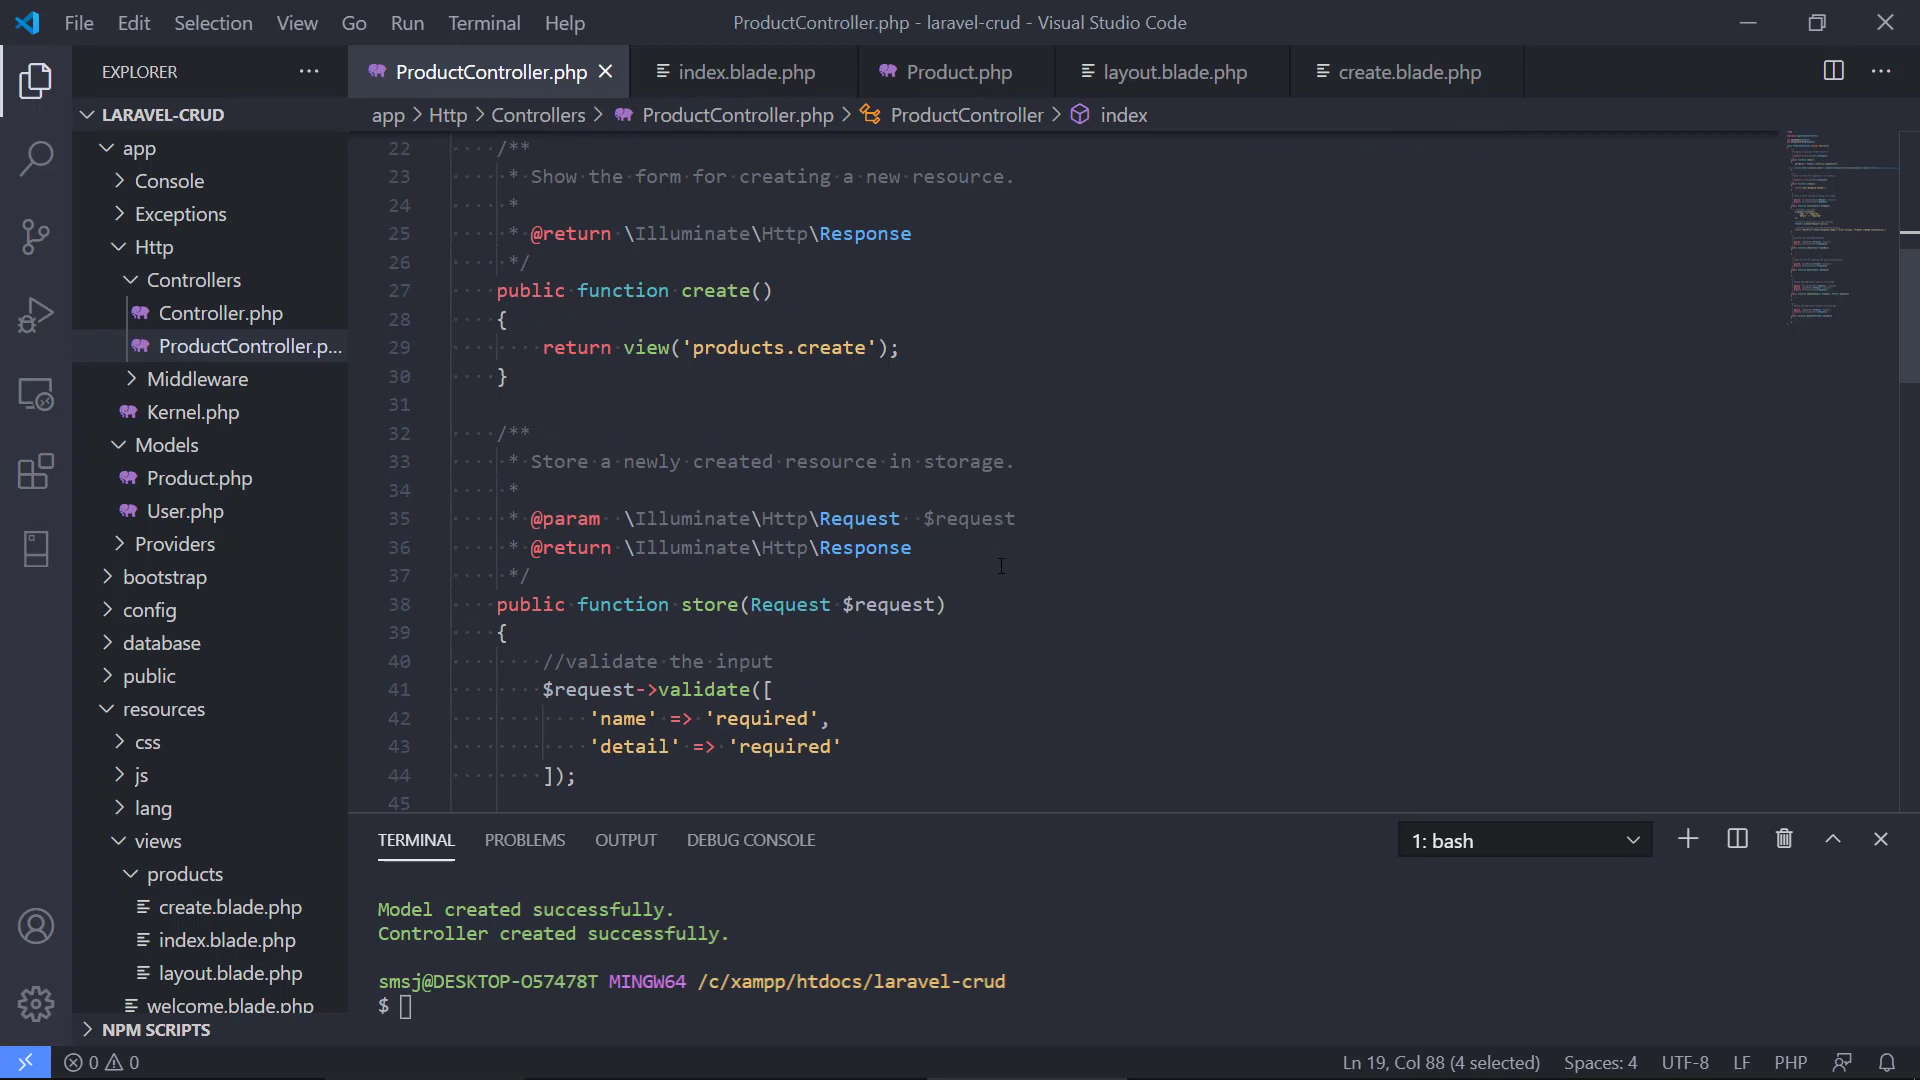 File Edit Selection View Go Run Terminal Help
ProductController.php - laravel-crud - Visual Studio Code
EXPLORER
ProductController.php
index.blade.php
Product.php
layout.blade.php
create.blade.php
LARAVEL-CRUD
app > Http > Controllers > ProductController.php > ProductController > index
app
Console
Exceptions
Http
Controllers
Controller.php
ProductController.p...
Middleware
Kernel.php
Models
Product.php
User.php
Providers
bootstrap
config
database
public
resources
css
js
lang
views
products
create.blade.php
index.blade.php
layout.blade.php
welcome.blade.php
NPM SCRIPTS
22 /**
23 * Show the form for creating a new resource.
24 *
25 * @return \Illuminate\Http\Response
26 */
27 public function create()
28 {
29 return view('products.create');
30 }
31
32 /**
33 * Store a newly created resource in storage.
34 *
35 * @param  \Illuminate\Http\Request  $request
36 * @return \Illuminate\Http\Response
37 */
38 public function store(Request $request)
39 {
40 //validate the input
41 $request->validate([
42 'name' => 'required',
43 'detail' => 'required'
44 ]);
45
TERMINAL PROBLEMS OUTPUT DEBUG CONSOLE
1: bash
Model created successfully.
Controller created successfully.
smsj@DESKTOP-O57478T MINGW64 /c/xampp/htdocs/laravel-crud
$
0 0
Ln 19, Col 88 (4 selected) Spaces: 4 UTF-8 LF PHP